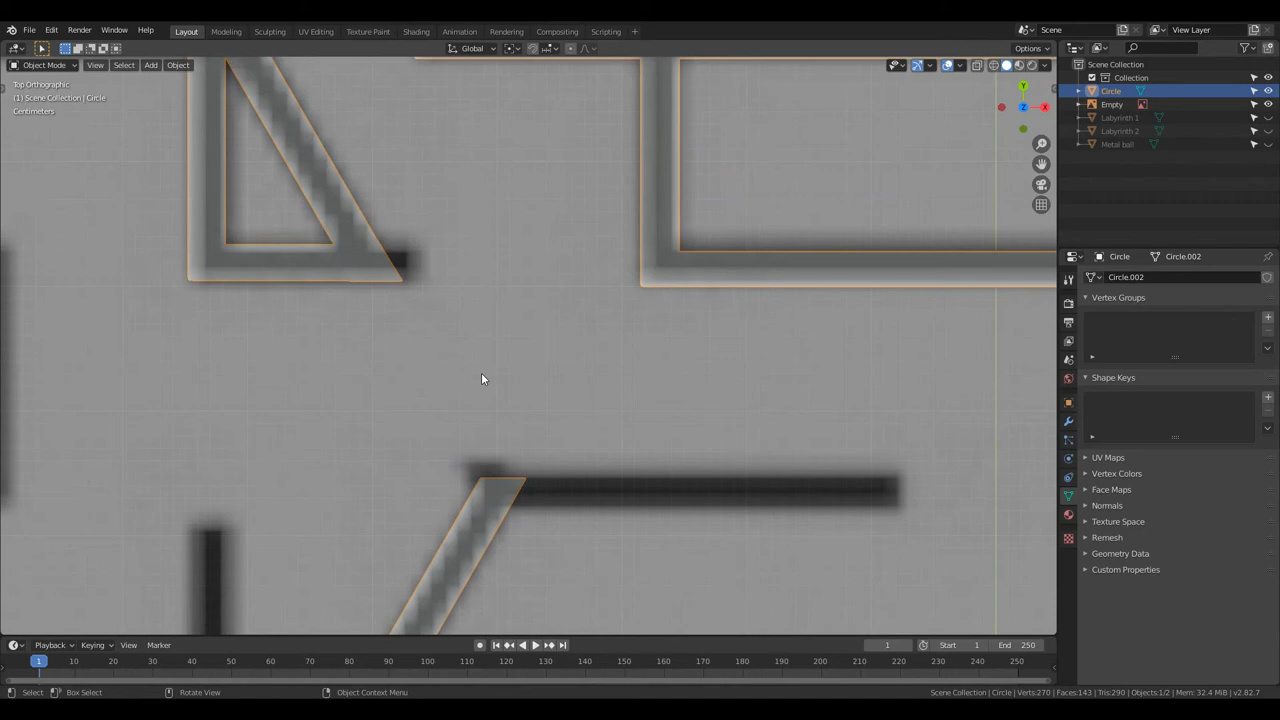 File Edit Render Window Help Layout Modeling Sculpting UV Editing Texture Paint Shading Animation Rendering Compositing Scripting + Scene View Layer
Global Options
Object Mode View Select Add Object
Top Orthographic
(1) Scene Collection | Circle
Centimeters
Y
Z
X
Scene Collection
Collection
Circle
Empty
Labyrinth 1
Labyrinth 2
Metal ball
Circle Circle.002
Circle.002
Vertex Groups
Shape Keys
UV Maps
Vertex Colors
Face Maps
Normals
Texture Space
Remesh
Geometry Data
Custom Properties
Playback Keying View Marker 1 Start 1 End 250
1 10 20 30 40 50 60 70 80 90 100 110 120 130 140 150 160 170 180 190 200 210 220 230 240 250
Select Box Select Rotate View Object Context Menu Scene Collection | Circle | Verts:270 | Faces:143 | Tris:290 | Objects:1/2 | Mem: 32.4 MiB | v2.82.7